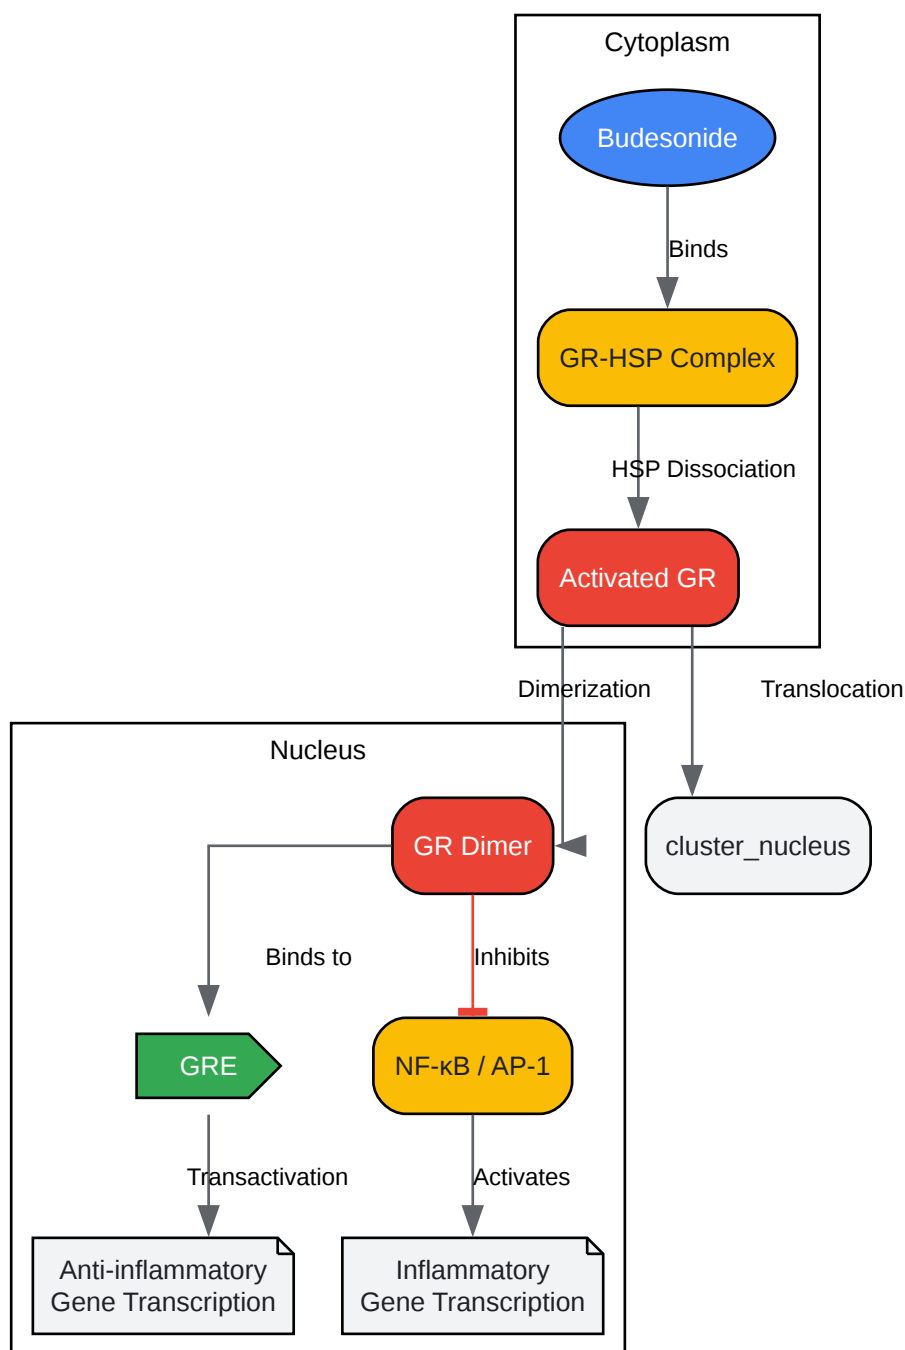 Cytoplasm
Budesonide
Binds
GR-HSP Complex
HSP Dissociation
Activated GR
Dimerization
Translocation
Nucleus
GR Dimer
cluster_nucleus
Binds to
Inhibits
GRE
NF-κB / AP-1
Transactivation
Activates
Anti-inflammatory
Gene Transcription
Inflammatory
Gene Transcription